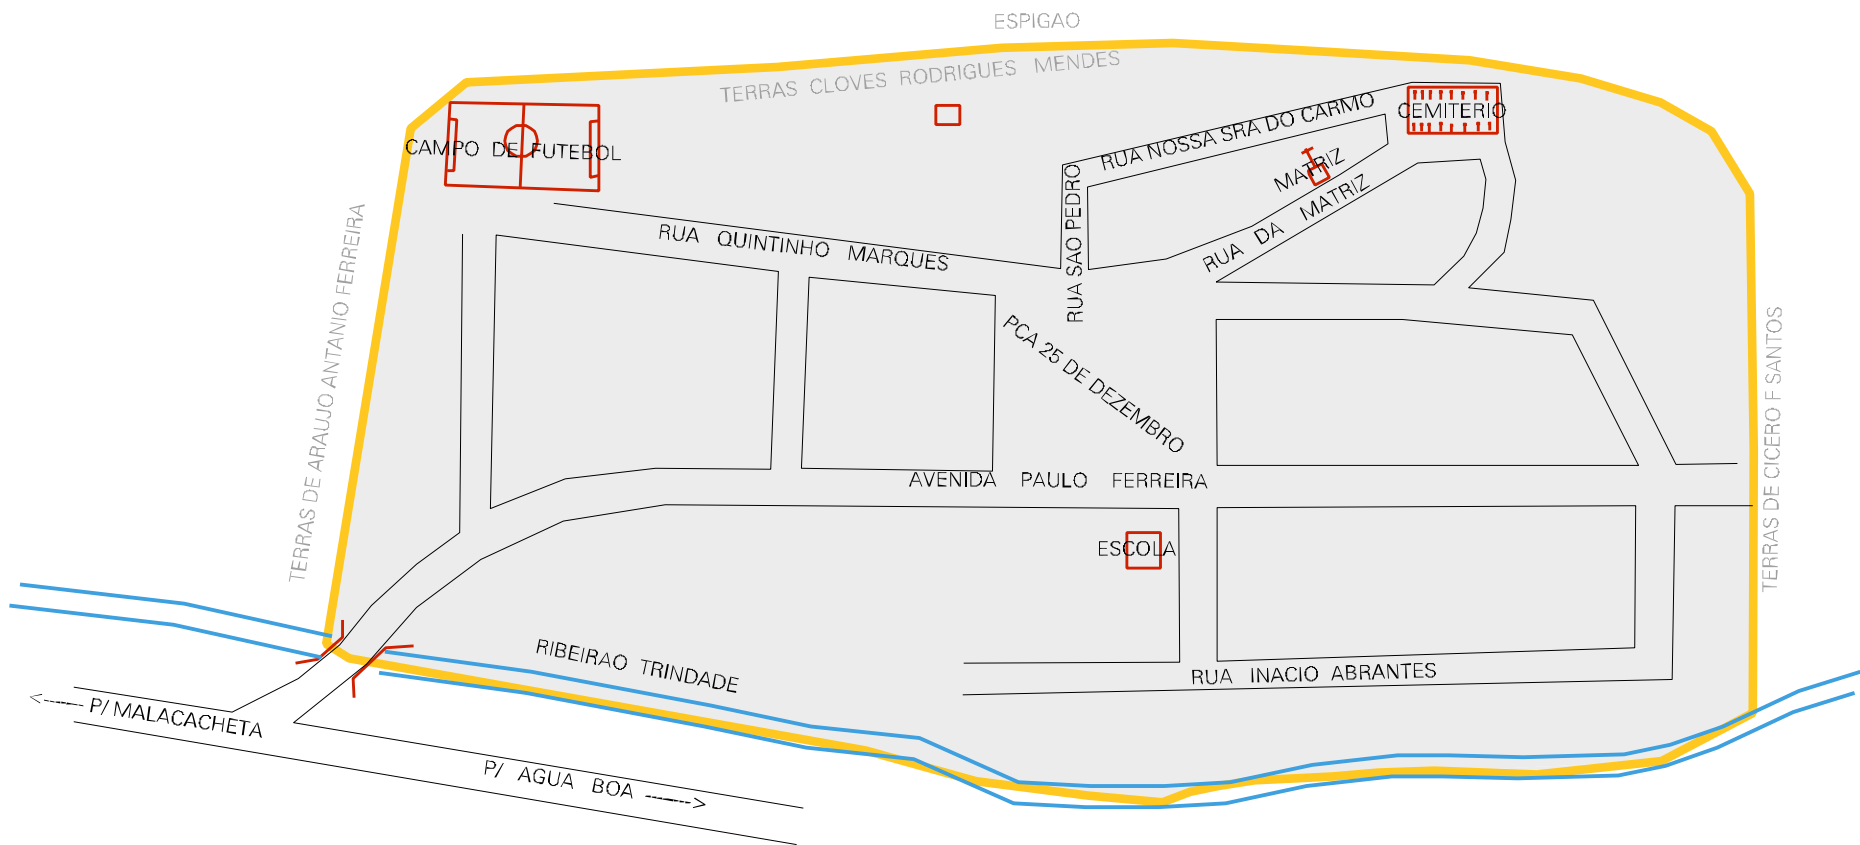 ESPIGAO
TERRAS CLOVES RODRIGUES MENDES
CEMITERIO
RUA NOSSA SRA DO CARMO
CAMPO DE FUTEBOL
MATRIZ
RUA DA MATRIZ
RUA SAO PEDRO
RUA QUINTINHO MARQUES
TERRAS DE ARAUJO ANTANIO FERREIRA
PCA 25 DE DEZEMBRO
TERRAS DE CICERO F SANTOS
AVENIDA PAULO FERREIRA
ESCOLA
RIBEIRAO TRINDADE
RUA INACIO ABRANTES
P/ MALACACHETA
P/ AGUA BOA